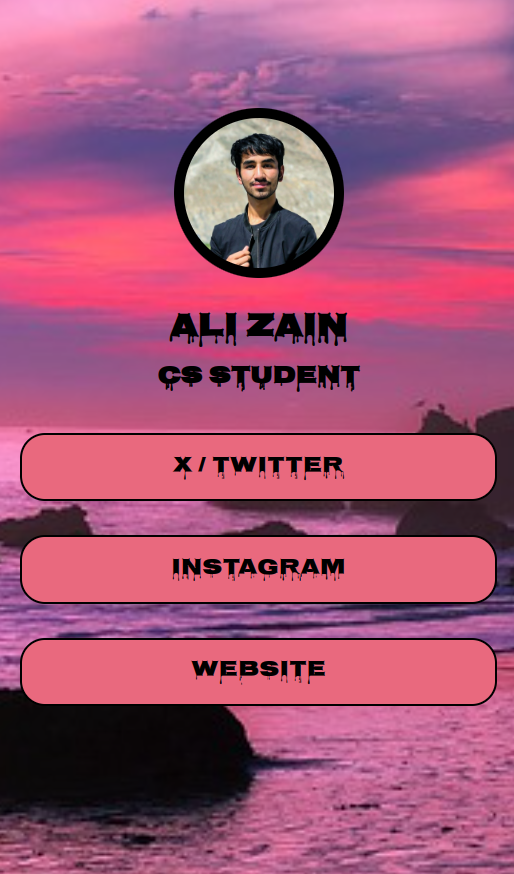 ALI ZAIN
CS STUDENT
X / TWITTER
INSTAGRAM
WEBSITE